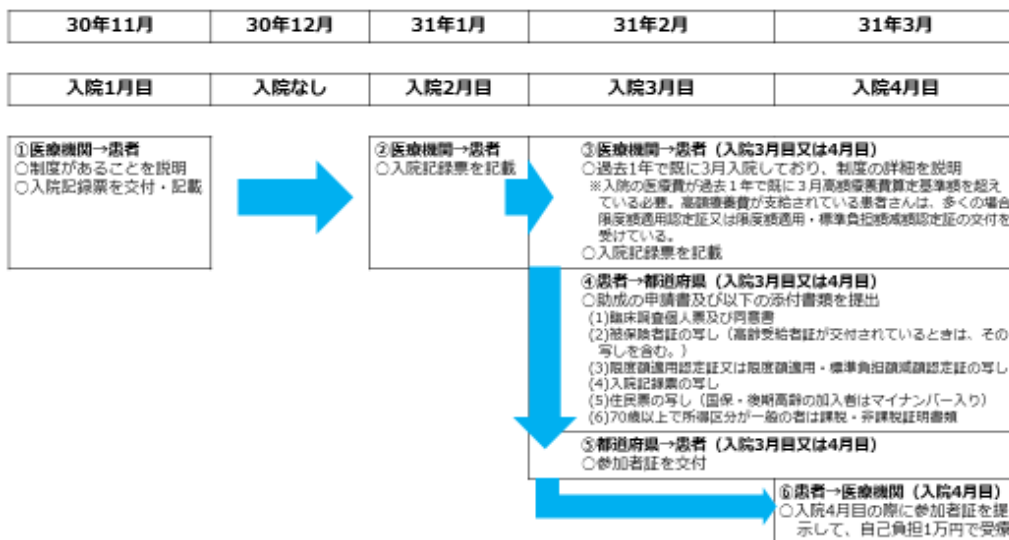 30年11月 30年12月 31年1月 31年2月 31年3月
入院1月目 入院なし 入院2月目 入院3月目 入院4月目
①医療機関→患者
○制度があることを説明
○入院記録票を交付・記載
②医療機関→患者
○入院記録票を記載
③医療機関→患者（入院3月目又は4月目）
○過去1年で既に3月入院しており、制度の詳細を説明
※入院の医療費が過去１年で既に３月高額療養費算定基準額を超え
ている必要。高額療養費が支給されている患者さんは、多くの場合
限度額適用認定証又は限度額適用・標準負担額減額認定証の交付を
受けている。
○入院記録票を記載
④患者→都道府県（入院3月目又は4月目）
○助成の申請書及び以下の添付書類を提出
(1)臨床調査個人票及び同意書
(2)被保険者証の写し（高齢受給者証が交付されているときは、その
写しを含む。）
(3)限度額適用認定証又は限度額適用・標準負担額減額認定証の写し
(4)入院記録票の写し
(5)住民票の写し（国保・後期高齢の加入者はマイナンバー入り）
(6)70歳以上で所得区分が一般の者は課税・非課税証明書類
⑤都道府県→患者（入院3月目又は4月目）
○参加者証を交付
⑥患者→医療機関（入院4月目）
○入院4月目の際に参加者証を提
示して、自己負担1万円で受療